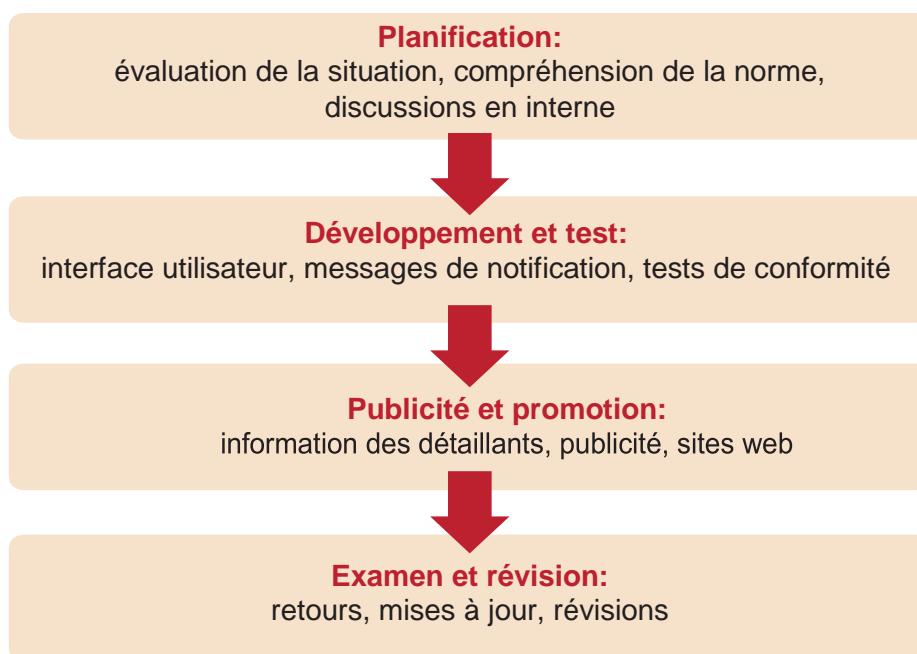 Planification:
évaluation de la situation, compréhension de la norme,
discussions en interne
Développement et test:
interface utilisateur, messages de notification, tests de conformité
Publicité et promotion:
information des détaillants, publicité, sites web
Examen et révision:
retours, mises à jour, révisions